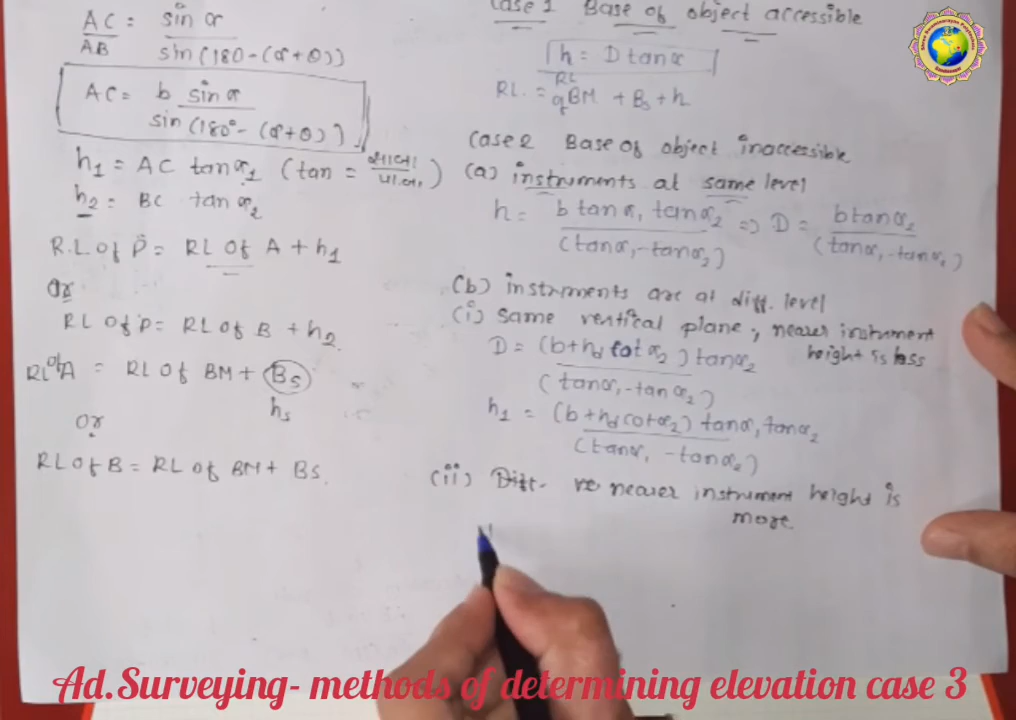 AC/AB = sin α / sin (180 - (α+θ))
AC = b sin α / sin (180° - (α+θ))
h1 = AC tan α1 (tan = સાબા / પા.બા.)
h2 = BC tan α2
R.L. of P = RL of A + h1
Or
RL of P = RL of B + h2.
RL of A = RL of BM + Bs
hs
Or
RL of B = RL of BM + Bs.
Case 1 Base of object accessible
h = D tan α
RL. = RL of BM + Bs + h
Case 2 Base of object inaccessible
(a) instruments at same level
h = b tan α1 tan α2 / (tan α1 - tan α2) => D = b tan α2 / (tan α1 - tan α2)
(b) instrments are at diff. level
(i) same vertical plane, nearer instrument
height is less
D = (b + hd cot α2) tan α2 / (tan α1 - tan α2)
h1 = (b + hd cot α2) tan α1 tan α2 / (tan α1 - tan α2)
(ii) Diff. nearer instrument height is
more.
Ad.Surveying- methods of determining elevation case 3